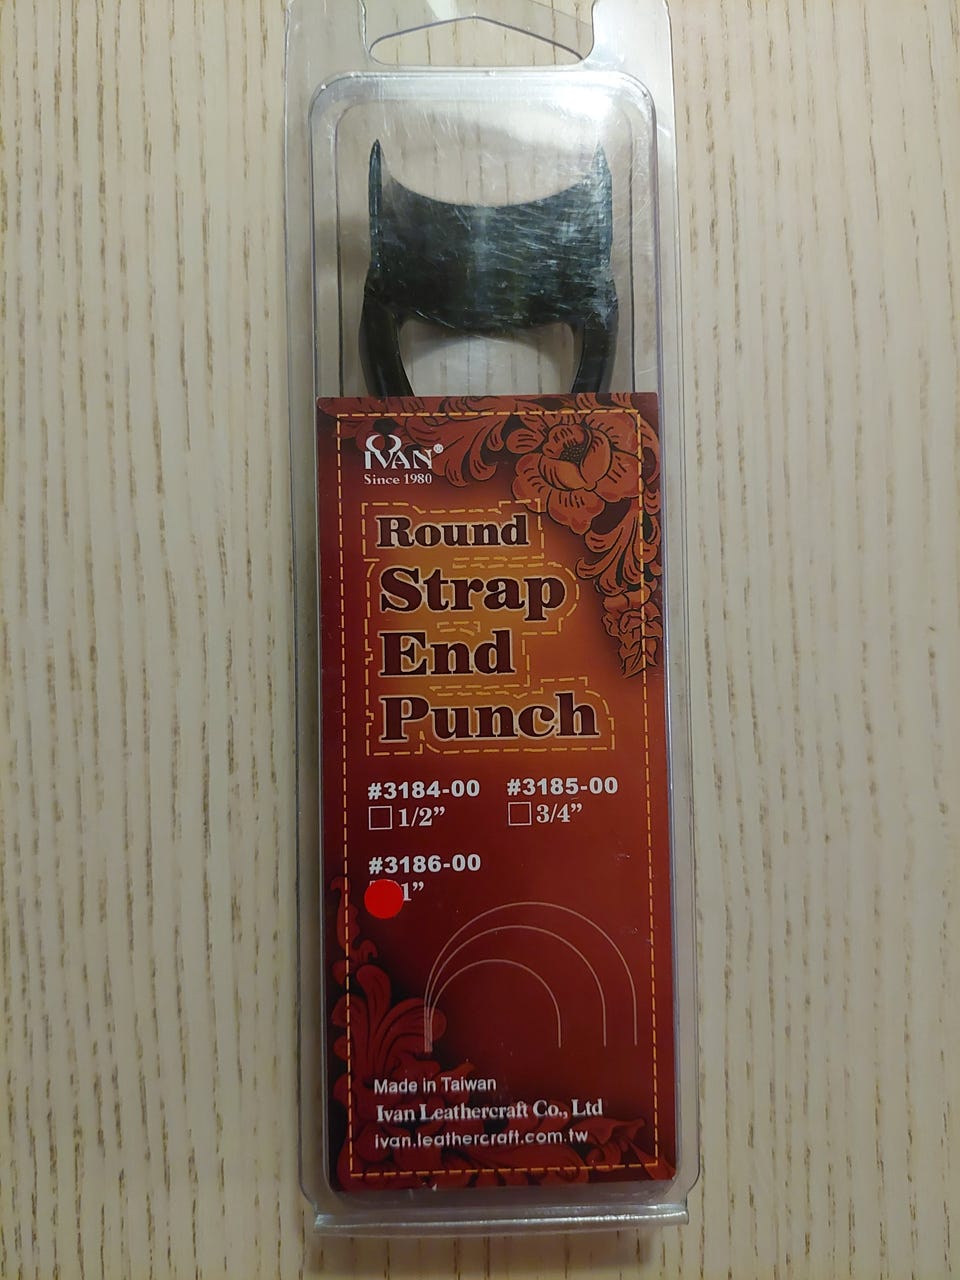 IVAN®
Since 1980
Round
Strap
End
Punch
#3184-00 #3185-00
1/2” 3/4”
#3186-00
1”
Made in Taiwan
Ivan Leathercraft Co., Ltd
ivan.leathercraft.com.tw